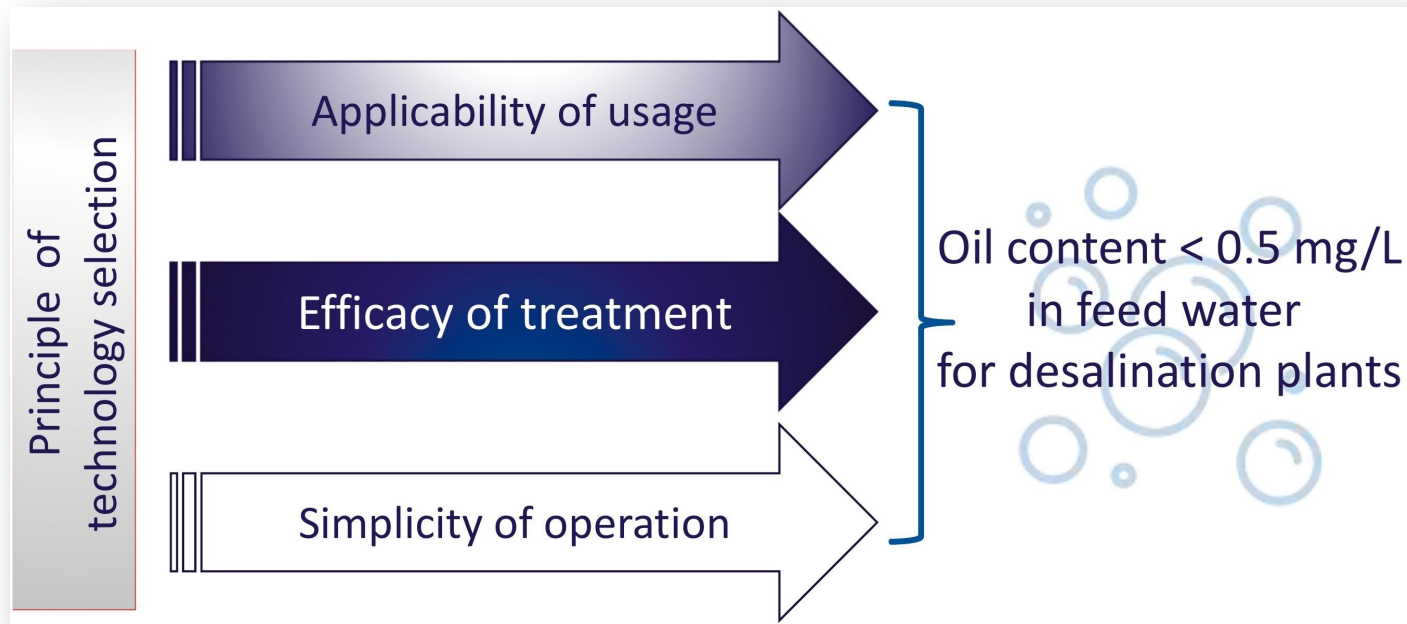 Principle of
technology selection
Applicability of usage
Efficacy of treatment
Simplicity of operation
Oil content < 0.5 mg/L
in feed water
for desalination plants